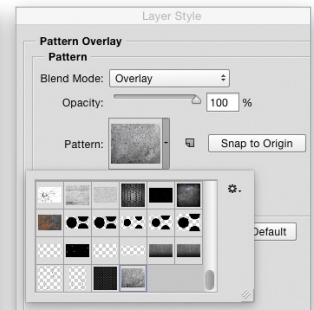 Layer Style
Pattern Overlay
Pattern
Blend Mode: Overlay
Opacity: 100 %
Pattern: Snap to Origin
Default